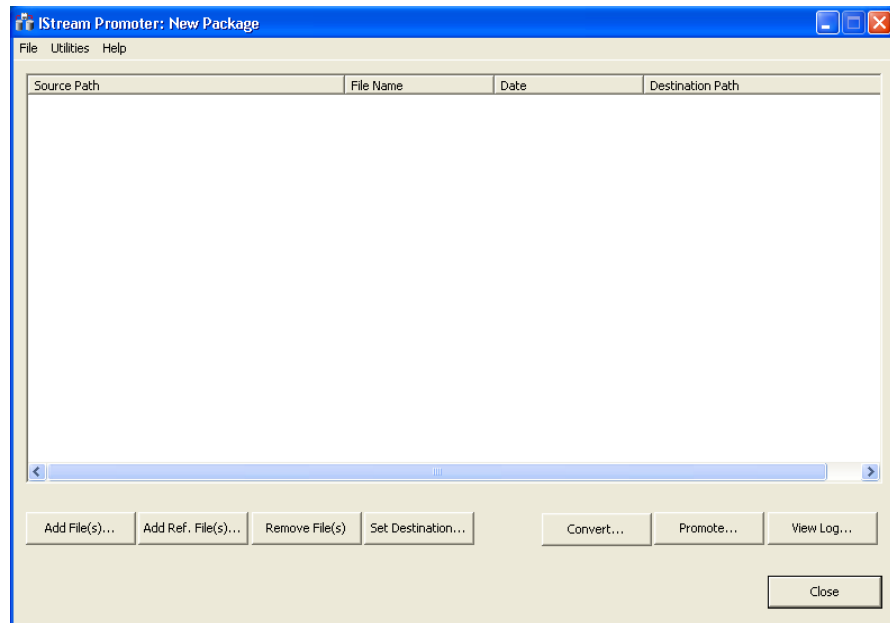 IStream Promoter: New Package
File Utilities Help
Source Path File Name Date Destination Path
Add File(s)... Add Ref. File(s)... Remove File(s) Set Destination... Convert... Promote... View Log...
Close